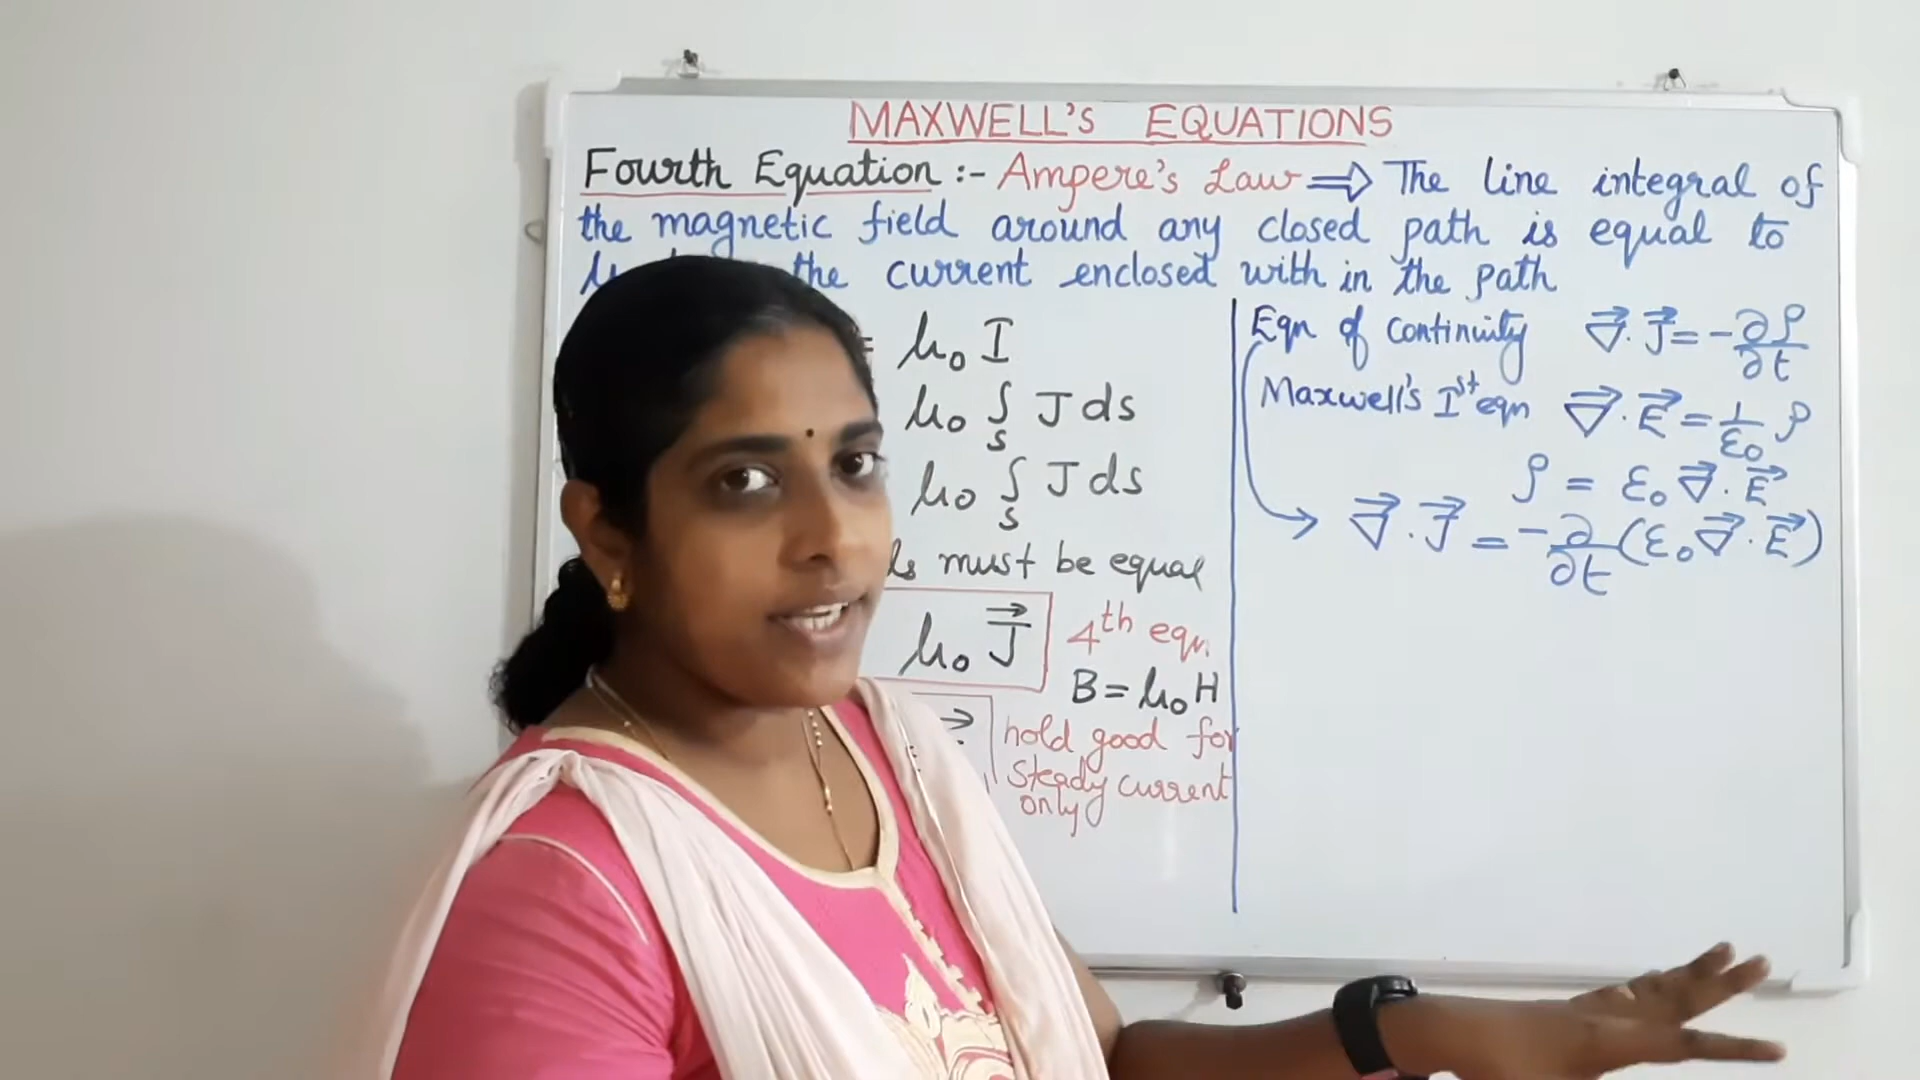 MAXWELL'S EQUATIONS
Fourth Equation :- Ampere's Law ⇒ The line integral of
the magnetic field around any closed path is equal to
the current enclosed with in the path
= μ₀ I
μ₀ ∫ₛ J ds
μ₀ ∫ₛ J ds
must be equal
μ₀ J⃗ 4th eqn.
B = μ₀ H
hold good for
steady current
only
Eqn of continuity ∇⃗ . J⃗ = -∂ρ/∂t
Maxwell's Ist eqn ∇⃗ . E⃗ = 1/ε₀ ρ
ρ = ε₀ ∇⃗ . E⃗
→ ∇⃗ . J⃗ = -∂/∂t (ε₀ ∇⃗ . E⃗)